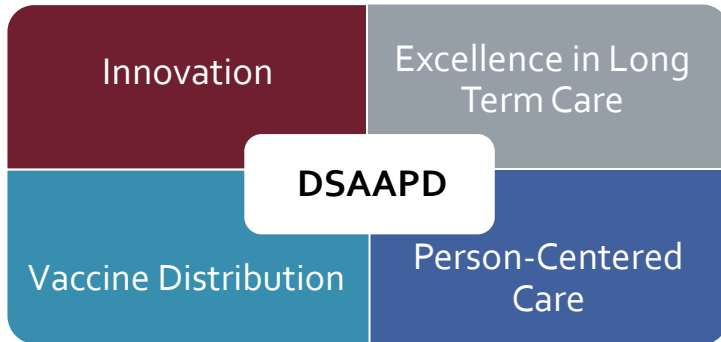 Innovation
Excellence in Long
Term Care
DSAAPD
Vaccine Distribution
Person-Centered
Care